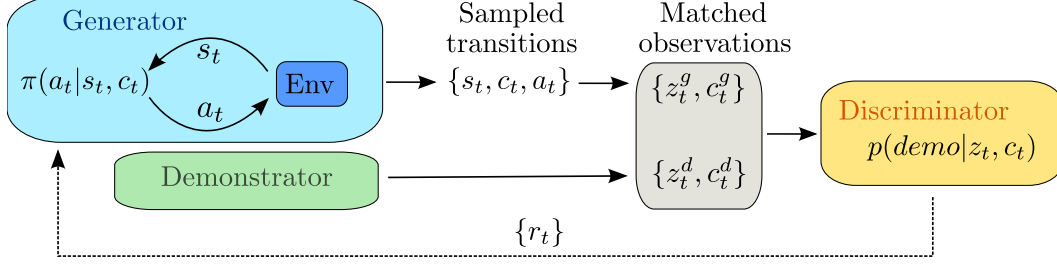 Generator
s_t
π(a_t|s_t, c_t)
Env
a_t
Sampled
transitions
{s_t, c_t, a_t}
Matched
observations
{z_t^g, c_t^g}
{z_t^d, c_t^d}
Discriminator
p(demo|z_t, c_t)
Demonstrator
{r_t}